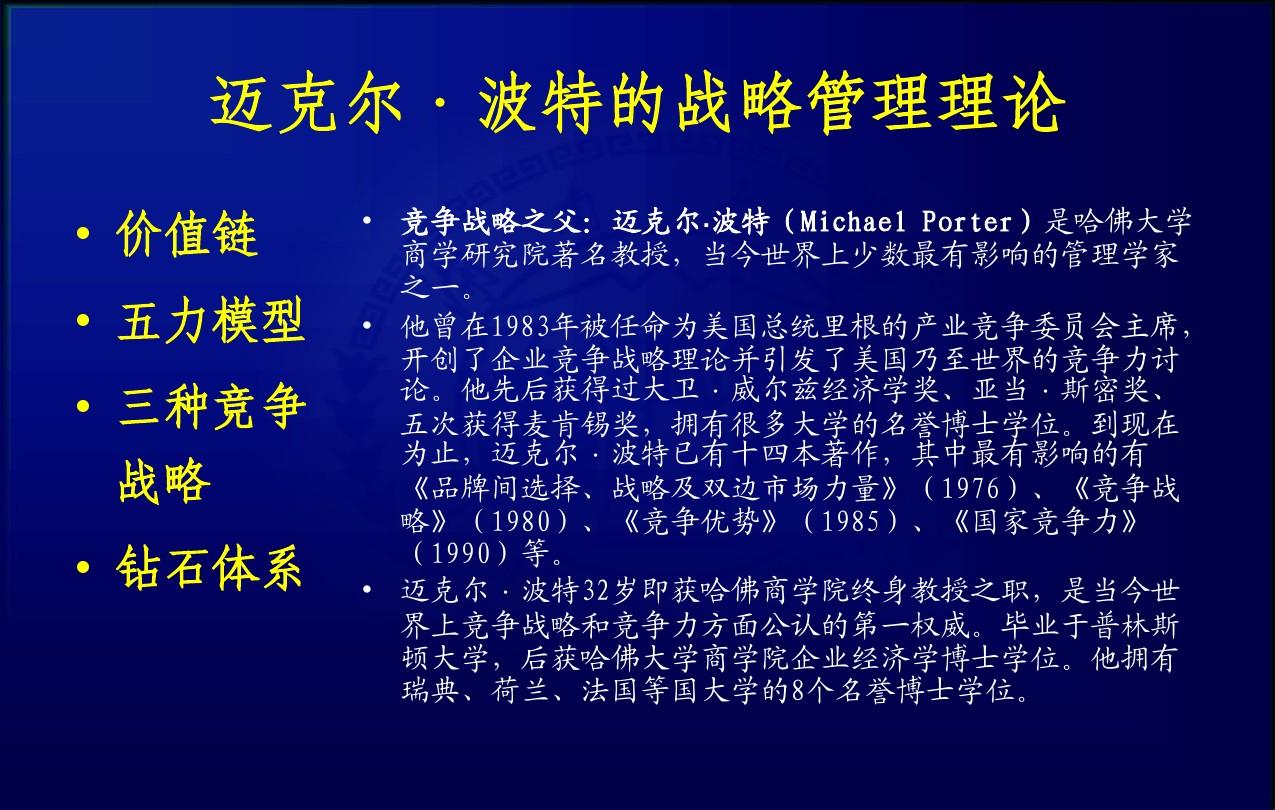 迈克尔·波特的战略管理理论
• 价值链
• 五力模型
• 三种竞争
战略
• 钻石体系
• 竞争战略之父：迈克尔·波特（Michael Porter）是哈佛大学
商学研究院著名教授，当今世界上少数最有影响的管理学家
之一。
• 他曾在1983年被任命为美国总统里根的产业竞争委员会主席，
开创了企业竞争战略理论并引发了美国乃至世界的竞争力讨
论。他先后获得过大卫·威尔兹经济学奖、亚当·斯密奖、
五次获得麦肯锡奖，拥有很多大学的名誉博士学位。到现在
为止，迈克尔·波特已有十四本著作，其中最有影响的有
《品牌间选择、战略及双边市场力量》（1976）、《竞争战
略》（1980）、《竞争优势》（1985）、《国家竞争力》
（1990）等。
• 迈克尔·波特32岁即获哈佛商学院终身教授之职，是当今世
界上竞争战略和竞争力方面公认的第一权威。毕业于普林斯
顿大学，后获哈佛大学商学院企业经济学博士学位。他拥有
瑞典、荷兰、法国等国大学的8个名誉博士学位。